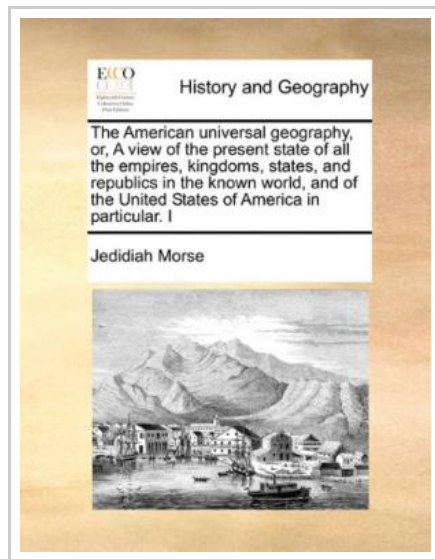 ECCO
History and Geography
The American universal geography,
or, A view of the present state of all
the empires, kingdoms, states, and
republics in the known world, and of
the United States of America in
particular. I
Jedidiah Morse